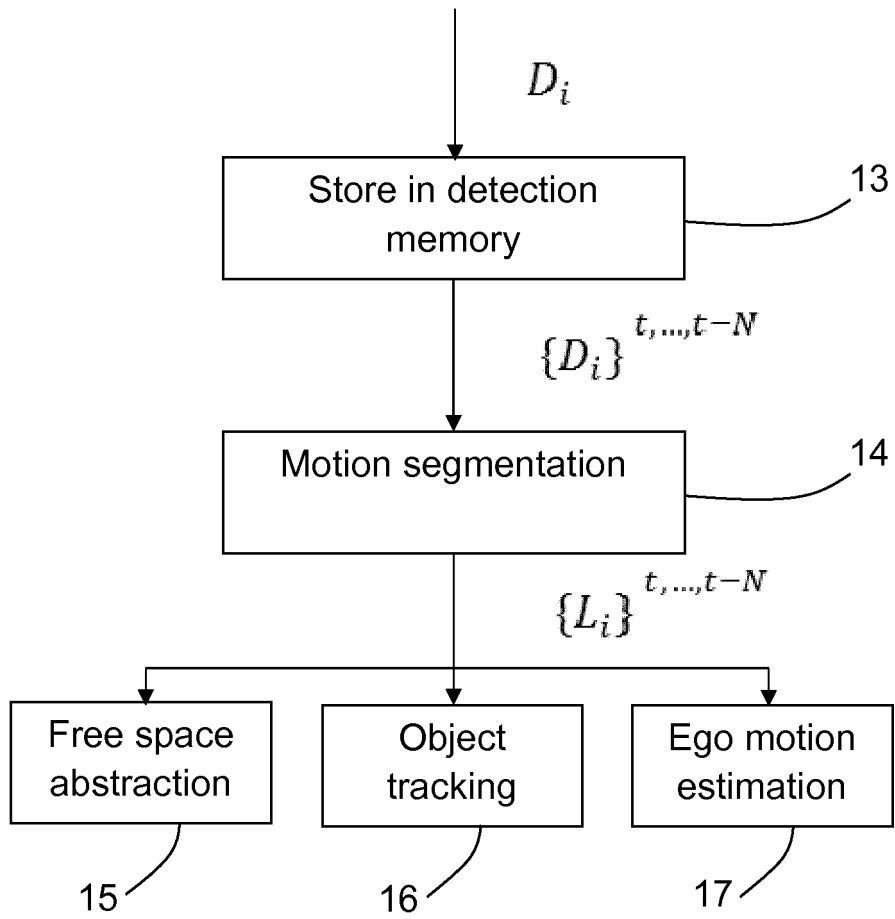 D_i
Store in detection
memory
13
{D_i}^{t,...,t-N}
Motion segmentation
14
{L_i}^{t,...,t-N}
Free space
abstraction
Object
tracking
Ego motion
estimation
15
16
17